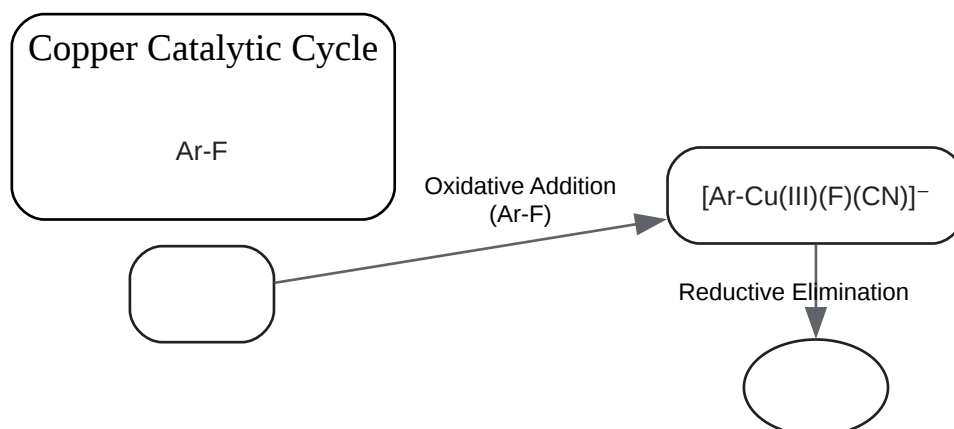 Copper Catalytic Cycle
Ar-F
Oxidative Addition
(Ar-F)
[Ar-Cu(III)(F)(CN)]⁻
Reductive Elimination